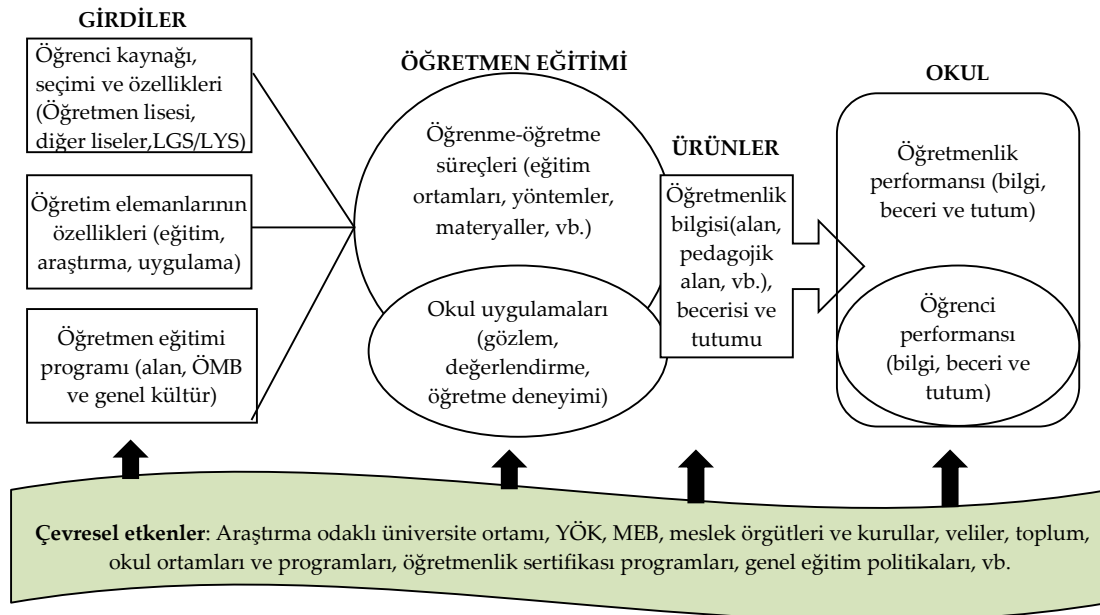 GİRDİLER
Öğrenci kaynağı,
seçimi ve özellikleri
(Öğretmen lisesi,
diğer liseler,LGS/LYS)
Öğretim elemanlarının
özellikleri (eğitim,
araştırma, uygulama)
Öğretmen eğitimi
programı (alan, ÖMB
ve genel kültür)
ÖĞRETMEN EĞİTİMİ
Öğrenme-öğretme
süreçleri (eğitim
ortamları, yöntemler,
materyaller, vb.)
Okul uygulamaları
(gözlem,
değerlendirme,
öğretme deneyimi)
ÜRÜNLER
Öğretmenlik
bilgisi(alan,
pedagojik
alan, vb.),
becerisi ve
tutumu
OKUL
Öğretmenlik
performansı (bilgi,
beceri ve tutum)
Öğrenci
performansı
(bilgi, beceri ve
tutum)
Çevresel etkenler: Araştırma odaklı üniversite ortamı, YÖK, MEB, meslek örgütleri ve kurullar, veliler, toplum,
okul ortamları ve programları, öğretmenlik sertifikası programları, genel eğitim politikaları, vb.